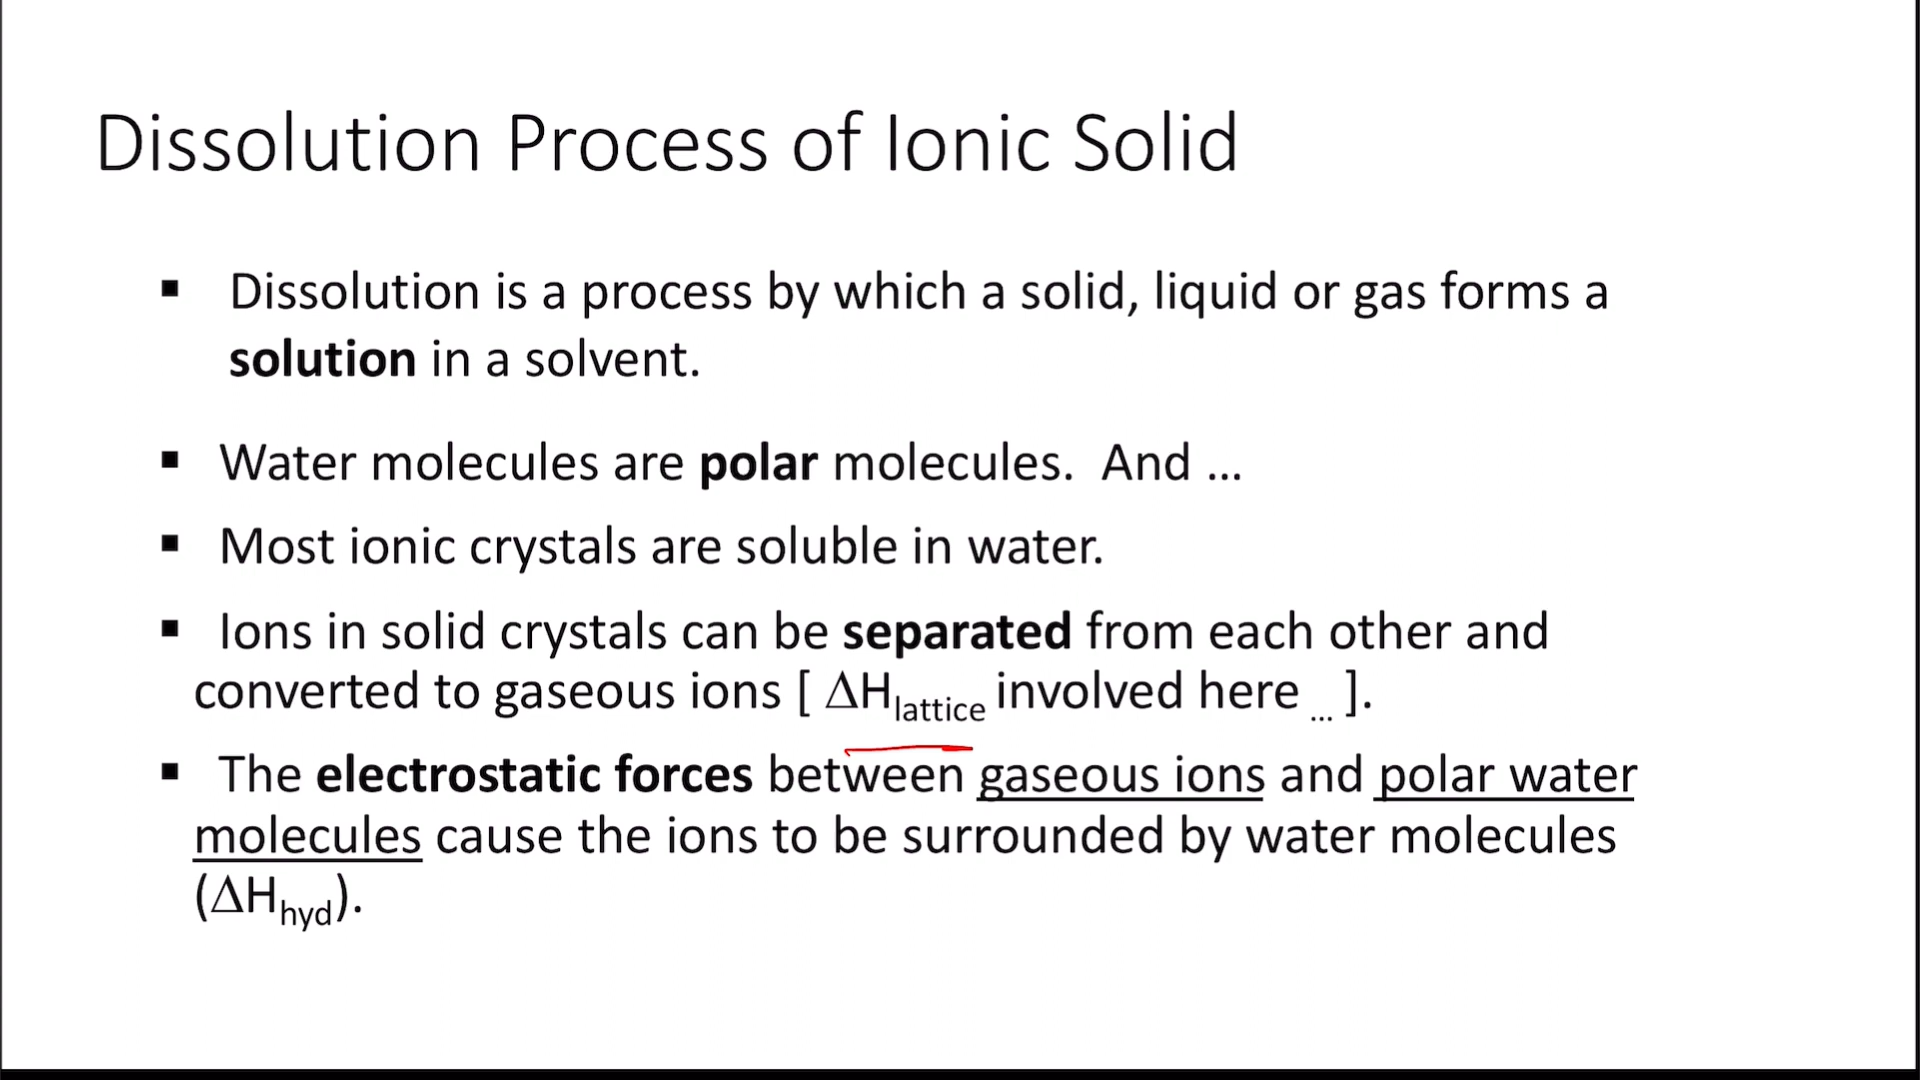 Dissolution Process of Ionic Solid
▪ Dissolution is a process by which a solid, liquid or gas forms a
solution in a solvent.
▪ Water molecules are polar molecules. And ...
▪ Most ionic crystals are soluble in water.
▪ Ions in solid crystals can be separated from each other and
converted to gaseous ions [ ΔHlattice involved here ... ].
▪ The electrostatic forces between gaseous ions and polar water
molecules cause the ions to be surrounded by water molecules
(ΔHhyd).